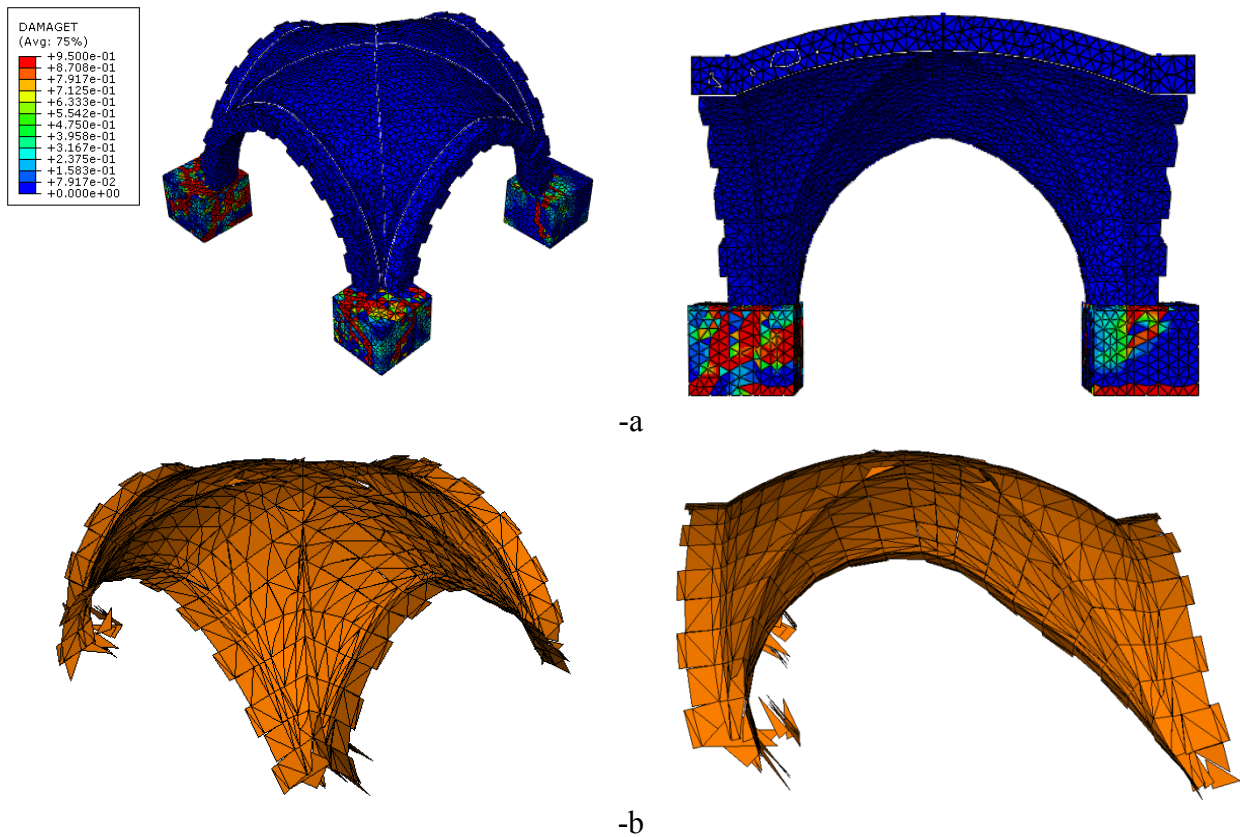 DAMAGET
(Avg: 75%)
+9.500e-01
+8.708e-01
+7.917e-01
+7.125e-01
+6.333e-01
+5.542e-01
+4.750e-01
+3.958e-01
+3.167e-01
+2.375e-01
+1.583e-01
+7.917e-02
+0.000e+00
-a
-b